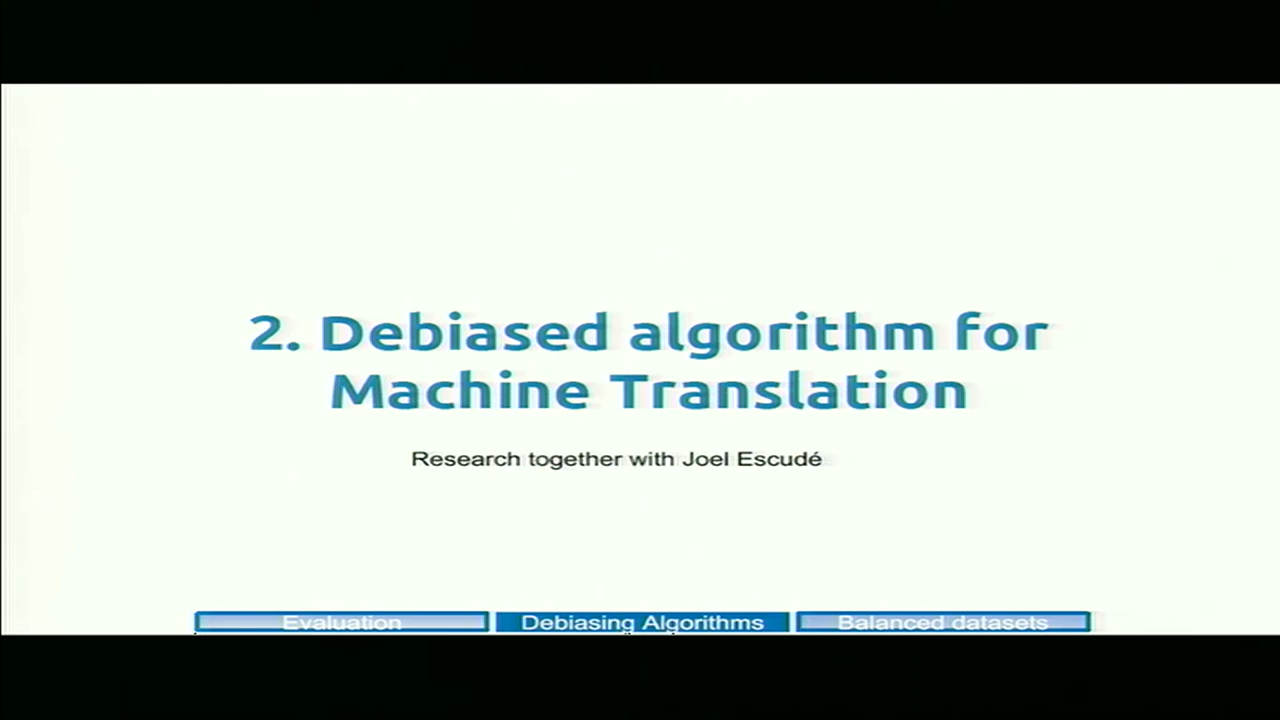 2. Debiased algorithm for
Machine Translation
Research together with Joel Escudé
Evaluation
Debiasing Algorithms
Balanced datasets